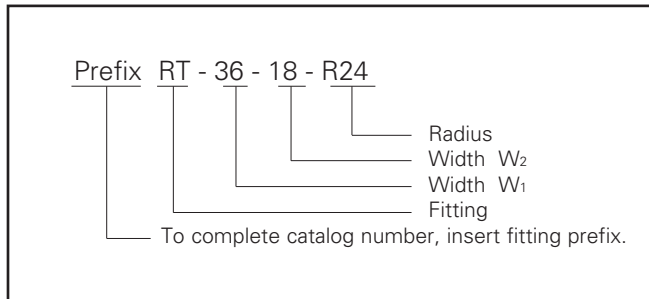 Prefix RT - 36 - 18 - R24
Radius
Width W₂
Width W₁
Fitting
To complete catalog number, insert fitting prefix.